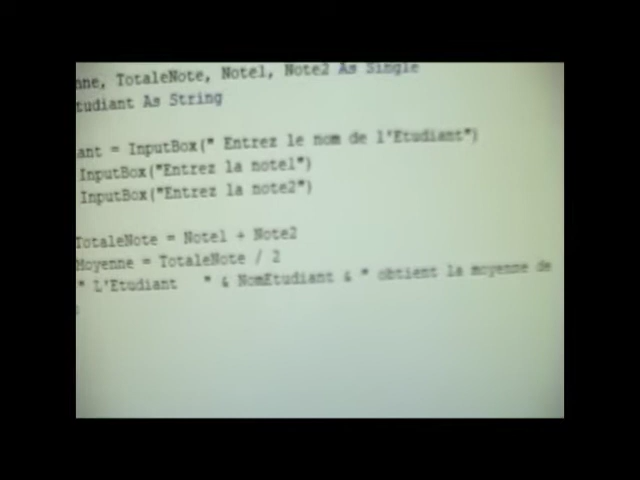 nne, TotaleNote, Note1, Note2 As Single
tudiant As String
ant = InputBox(" Entrez le nom de l'Etudiant")
InputBox("Entrez la note1")
InputBox("Entrez la note2")
TotaleNote = Note1 + Note2
Moyenne = TotaleNote / 2
" L'Etudiant " & NomEtudiant & " obtient la moyenne de